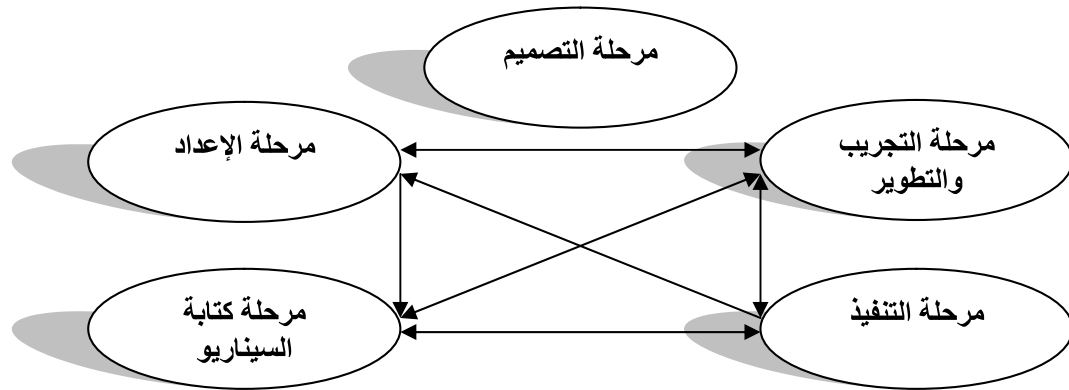 مرحلة التصميم
مرحلة التجريب
والتطوير
مرحلة الإعداد
مرحلة التنفيذ
مرحلة كتابة
السيناريو